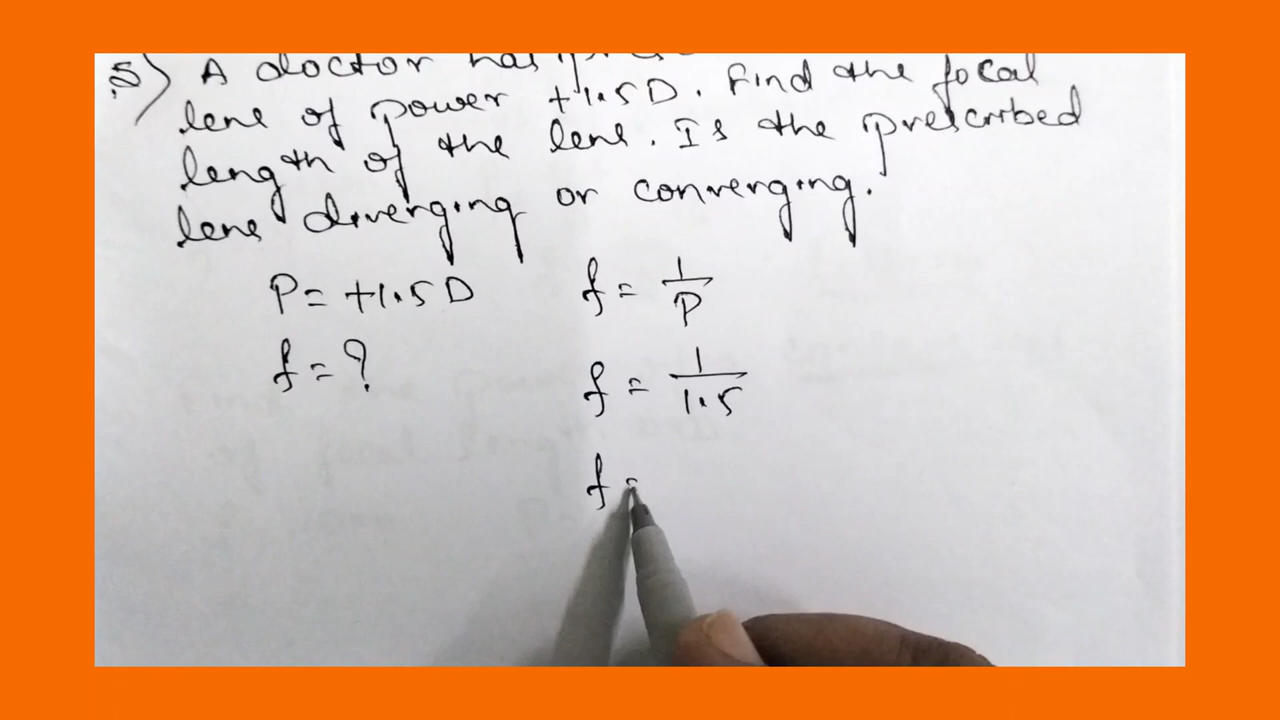 5) A doctor has
lens of power +1.5D. Find the focal
length of the lens. Is the prescribed
lens diverging or converging.
P= +1.5 D
f = ?
f = 1/P
f = 1/1.5
f =